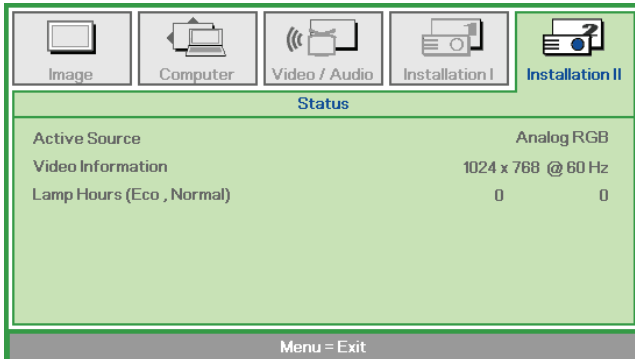 Image Computer Video / Audio Installation I Installation II
Status
Active Source Analog RGB
Video Information 1024 x 768 @ 60 Hz
Lamp Hours (Eco , Normal) 0 0
Menu = Exit